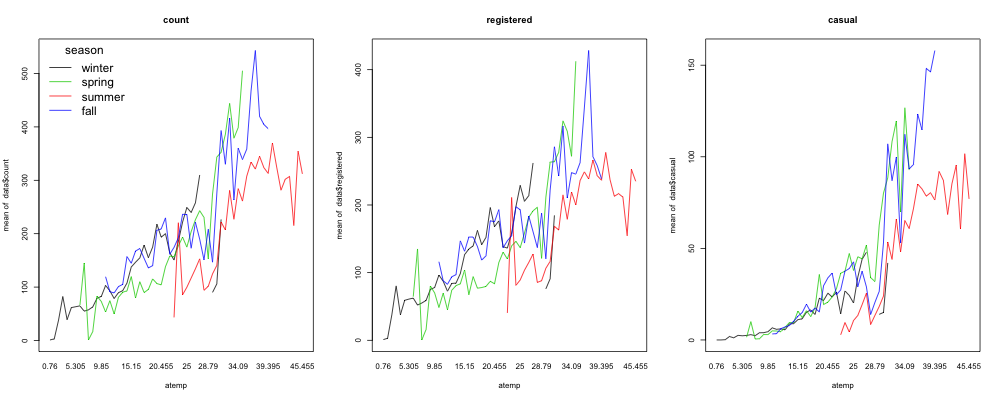 count
mean of data$count
0 100 200 300 400 500
season
winter
spring
summer
fall
0.76 5.305 9.85 15.15 20.455 25 28.79 34.09 39.395 45.455
atemp
registered
mean of data$registered
0 100 200 300 400
0.76 5.305 9.85 15.15 20.455 25 28.79 34.09 39.395 45.455
atemp
casual
mean of data$casual
0 50 100 150
0.76 5.305 9.85 15.15 20.455 25 28.79 34.09 39.395 45.455
atemp